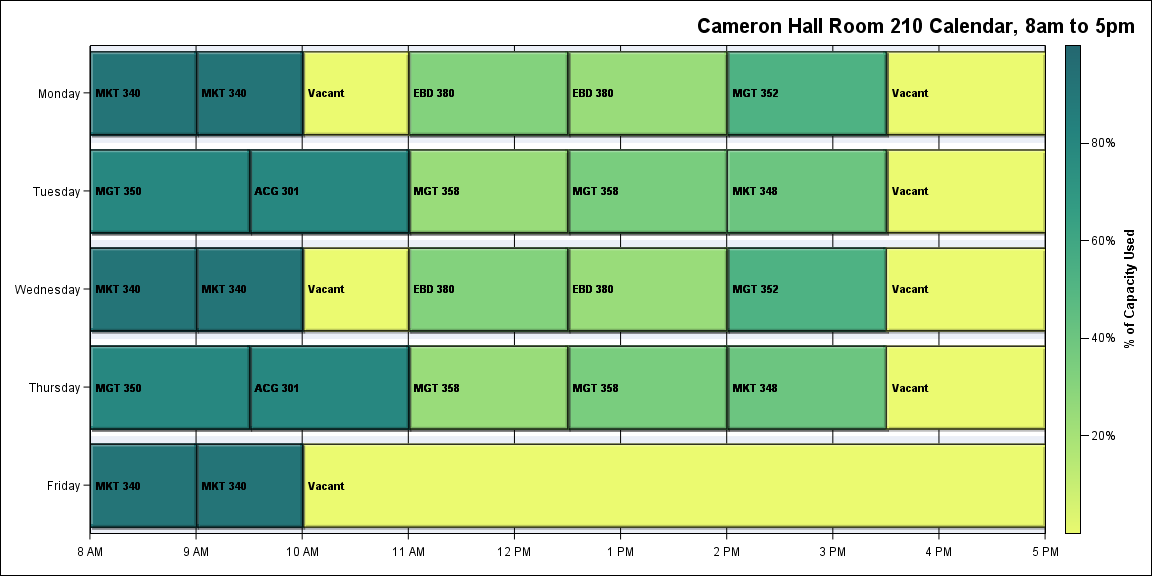 Cameron Hall Room 210 Calendar, 8am to 5pm
Monday MKT 340 MKT 340 Vacant EBD 380 EBD 380 MGT 352 Vacant
Tuesday MGT 350 ACG 301 MGT 358 MGT 358 MKT 348 Vacant
Wednesday MKT 340 MKT 340 Vacant EBD 380 EBD 380 MGT 352 Vacant
Thursday MGT 350 ACG 301 MGT 358 MGT 358 MKT 348 Vacant
Friday MKT 340 MKT 340 Vacant
8 AM 9 AM 10 AM 11 AM 12 PM 1 PM 2 PM 3 PM 4 PM 5 PM
80%
60%
40%
20%
% of Capacity Used